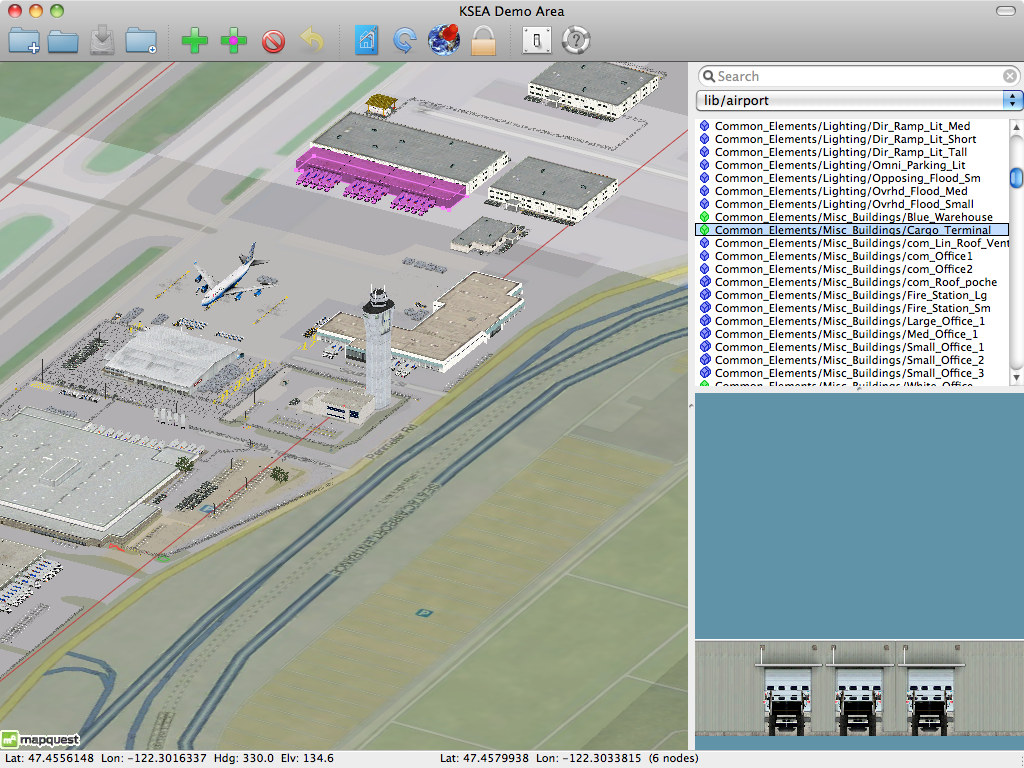 KSEA Demo Area
Search
lib/airport
Common_Elements/Lighting/Dir_Ramp_Lit_Med
Common_Elements/Lighting/Dir_Ramp_Lit_Short
Common_Elements/Lighting/Dir_Ramp_Lit_Tall
Common_Elements/Lighting/Omni_Parking_Lit
Common_Elements/Lighting/Opposing_Flood_Sm
Common_Elements/Lighting/Ovrhd_Flood_Med
Common_Elements/Lighting/Ovrhd_Flood_Small
Common_Elements/Misc_Buildings/Blue_Warehouse
Common_Elements/Misc_Buildings/Cargo_Terminal
Common_Elements/Misc_Buildings/com_Lin_Roof_Vent
Common_Elements/Misc_Buildings/com_Office1
Common_Elements/Misc_Buildings/com_Office2
Common_Elements/Misc_Buildings/com_Roof_poche
Common_Elements/Misc_Buildings/Fire_Station_Lg
Common_Elements/Misc_Buildings/Fire_Station_Sm
Common_Elements/Misc_Buildings/Large_Office_1
Common_Elements/Misc_Buildings/Med_Office_1
Common_Elements/Misc_Buildings/Small_Office_1
Common_Elements/Misc_Buildings/Small_Office_2
Common_Elements/Misc_Buildings/Small_Office_3
Common_Elements/Misc_Buildings/White_Office
mapquest
Lat: 47.4556148 Lon: -122.3016337 Hdg: 330.0 Elv: 134.6
Lat: 47.4579938 Lon: -122.3033815 (6 nodes)